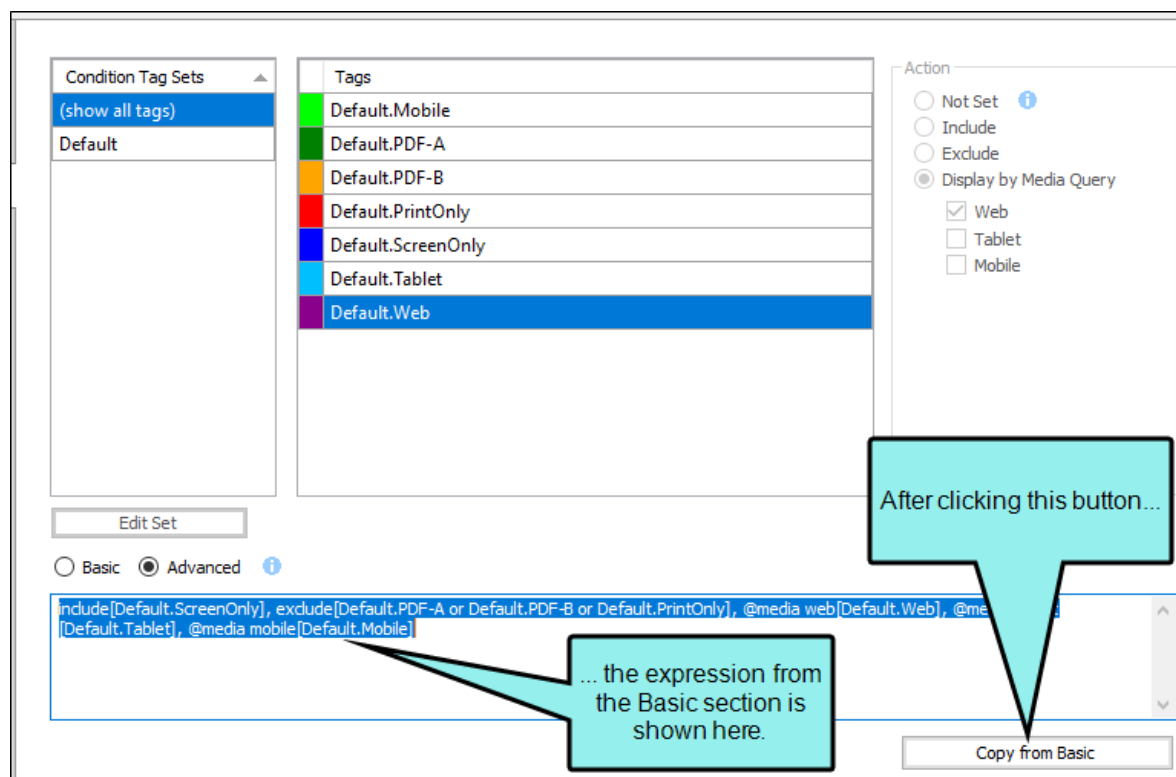 Condition Tag Sets
(show all tags)
Default
Tags
Default.Mobile
Default.PDF-A
Default.PDF-B
Default.PrintOnly
Default.ScreenOnly
Default.Tablet
Default.Web
Action
Not Set
Include
Exclude
Display by Media Query
Web
Tablet
Mobile
Edit Set
Basic
Advanced
include[Default.ScreenOnly], exclude[Default.PDF-A or Default.PDF-B or Default.PrintOnly], @media web[Default.Web],
[Default.Tablet], @media mobile[Default.Mobile]
After clicking this button...
... the expression from
the Basic section is
shown here.
Copy from Basic